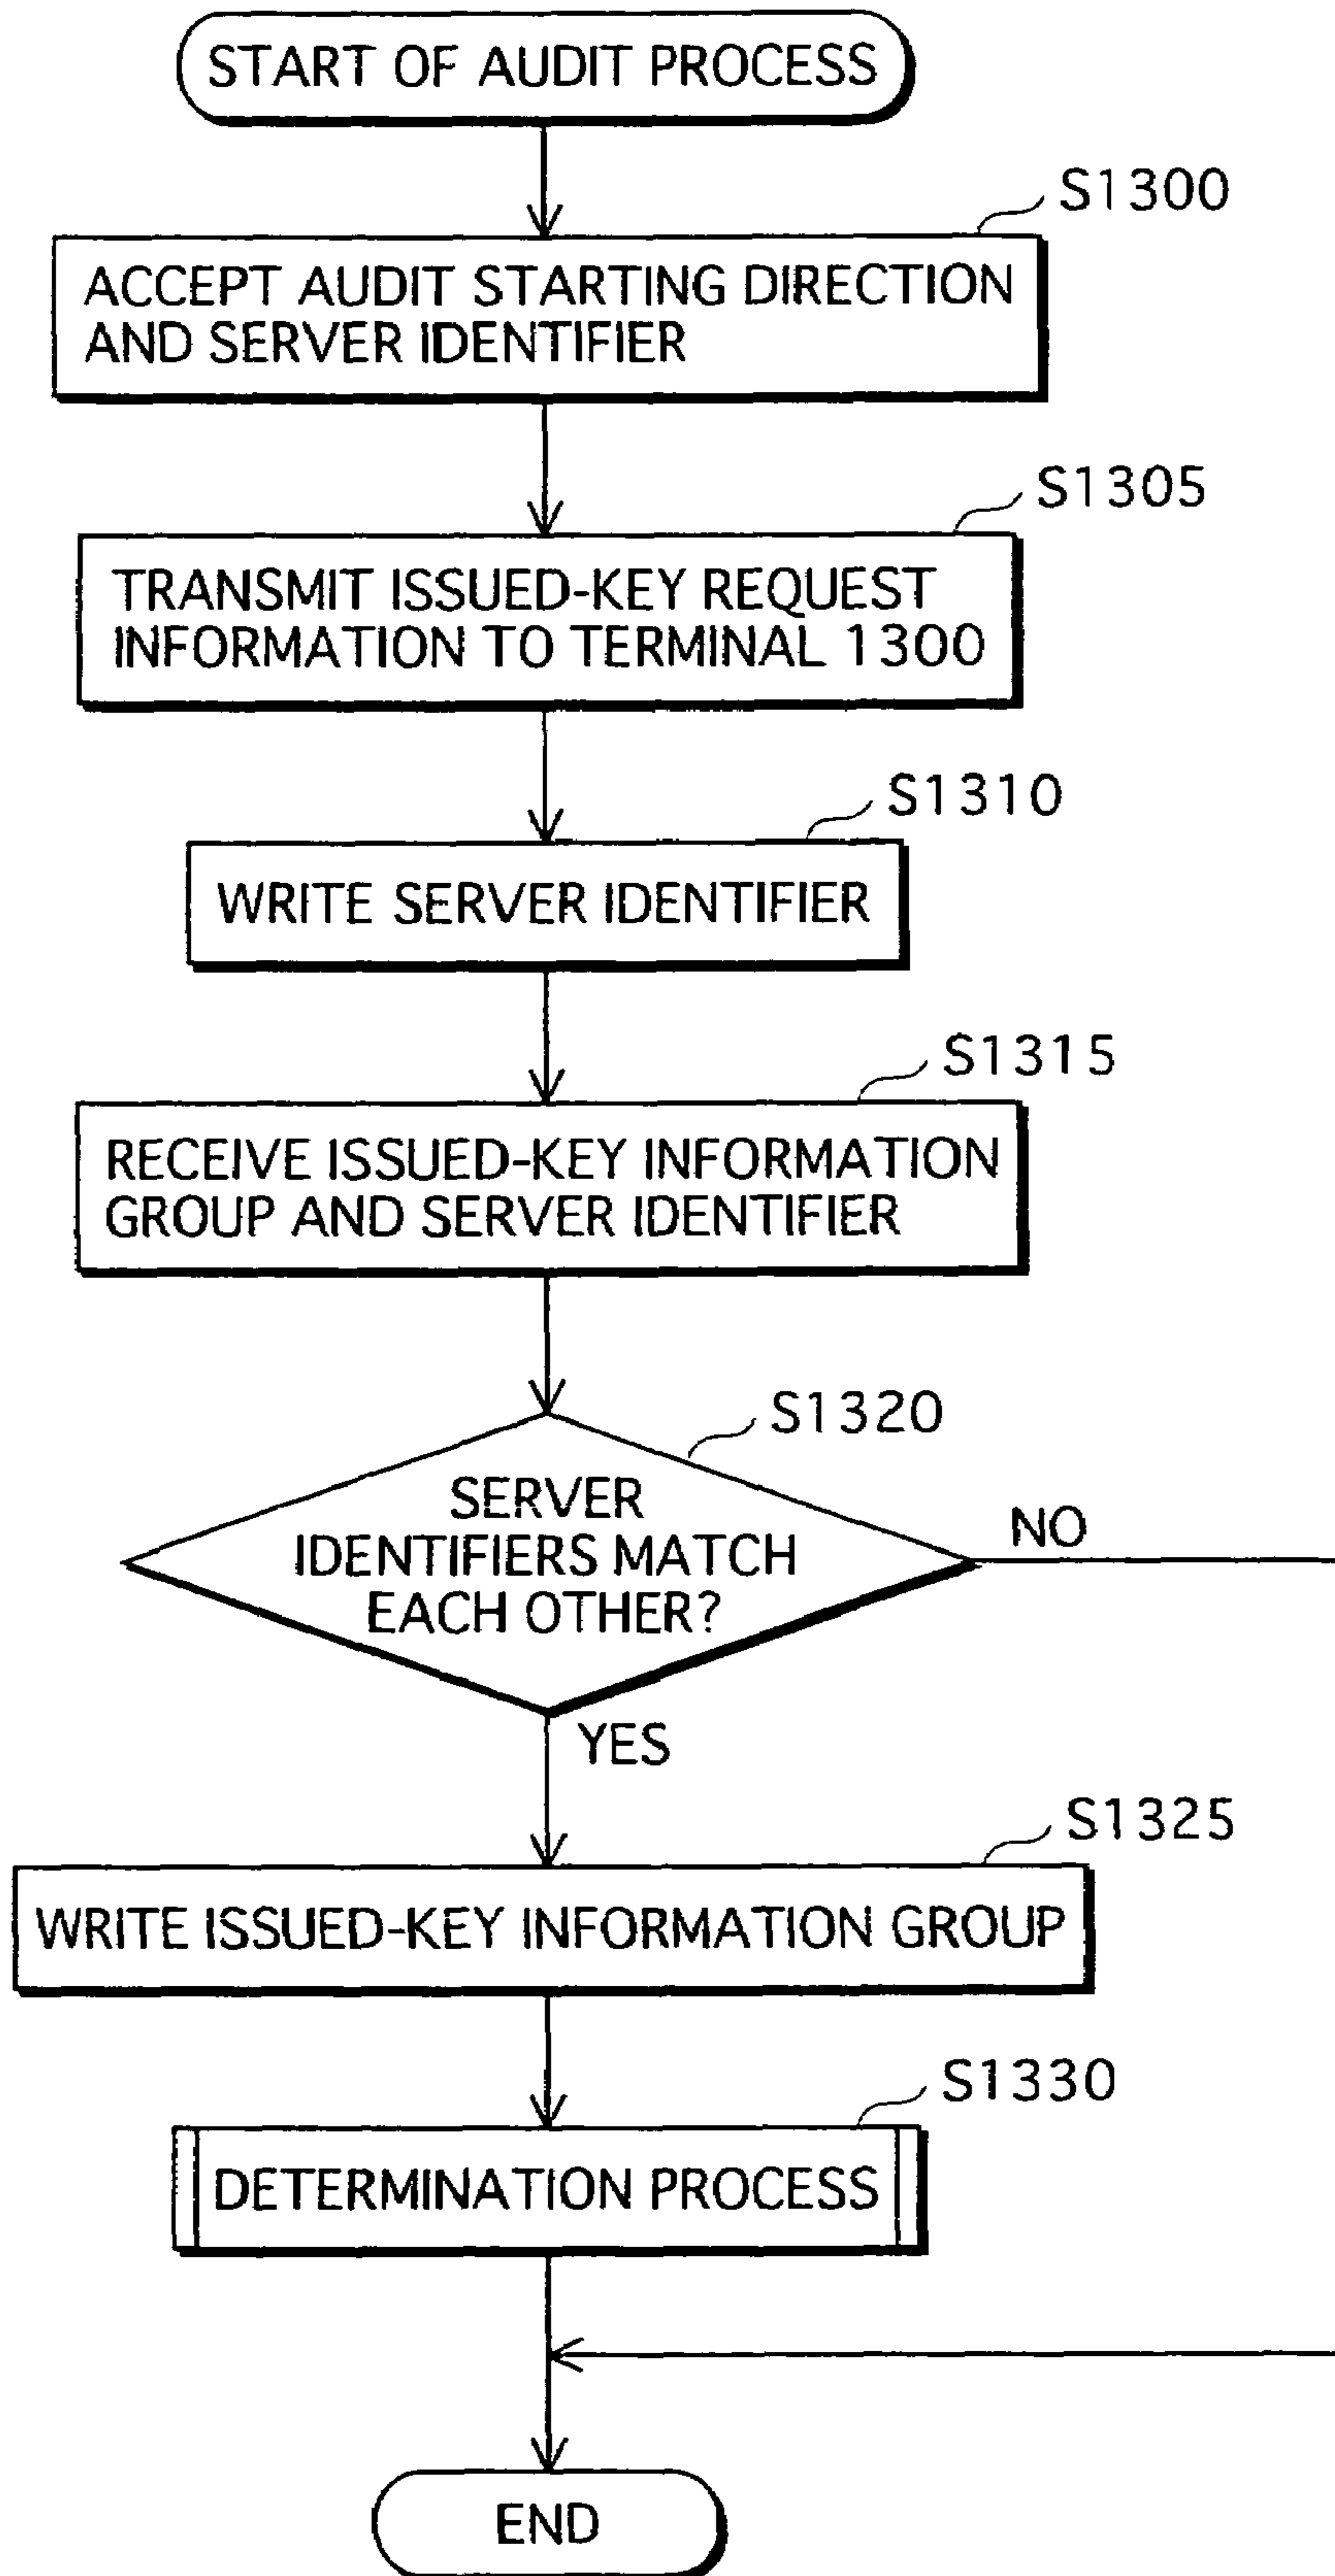 START OF AUDIT PROCESS
S1300
ACCEPT AUDIT STARTING DIRECTION
AND SERVER IDENTIFIER
S1305
TRANSMIT ISSUED-KEY REQUEST
INFORMATION TO TERMINAL 1300
S1310
WRITE SERVER IDENTIFIER
S1315
RECEIVE ISSUED-KEY INFORMATION
GROUP AND SERVER IDENTIFIER
S1320
SERVER
IDENTIFIERS MATCH
EACH OTHER?
NO
YES
S1325
WRITE ISSUED-KEY INFORMATION GROUP
S1330
DETERMINATION PROCESS
END